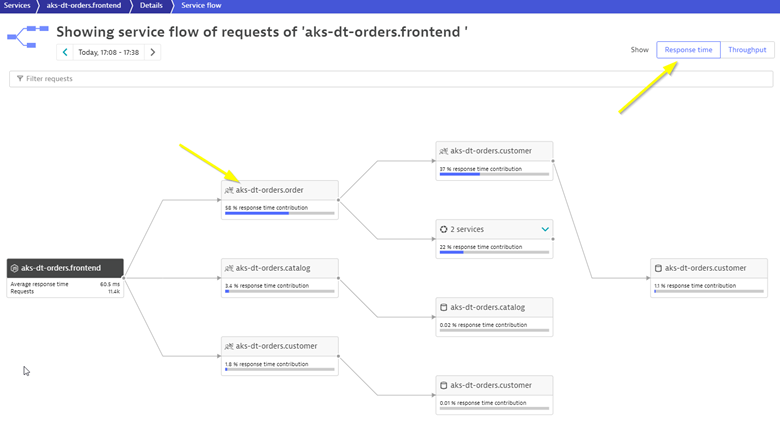 Services
aks-dt-orders.frontend
Details
Service flow
Showing service flow of requests of 'aks-dt-orders.frontend '
Today, 17:08 - 17:38
Show
Response time
Throughput
Filter requests
aks-dt-orders.customer
37 % response time contribution
aks-dt-orders.order
58 % response time contribution
2 services
22 % response time contribution
aks-dt-orders.frontend
Average response time 60.5 ms
Requests 11.4k
aks-dt-orders.catalog
3.4 % response time contribution
aks-dt-orders.customer
1.1 % response time contribution
aks-dt-orders.catalog
0.02 % response time contribution
aks-dt-orders.customer
1.8 % response time contribution
aks-dt-orders.customer
0.01 % response time contribution